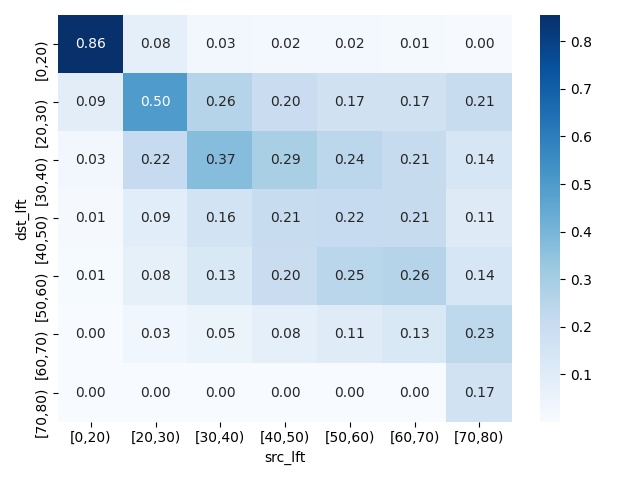 [0,20) 0.86 0.08 0.03 0.02 0.02 0.01 0.00
[20,30) 0.09 0.50 0.26 0.20 0.17 0.17 0.21
[30,40) 0.03 0.22 0.37 0.29 0.24 0.21 0.14
[40,50) 0.01 0.09 0.16 0.21 0.22 0.21 0.11
[50,60) 0.01 0.08 0.13 0.20 0.25 0.26 0.14
[60,70) 0.00 0.03 0.05 0.08 0.11 0.13 0.23
[70,80) 0.00 0.00 0.00 0.00 0.00 0.00 0.17
dst_lft
[0,20) [20,30) [30,40) [40,50) [50,60) [60,70) [70,80)
src_lft
0.8
0.7
0.6
0.5
0.4
0.3
0.2
0.1